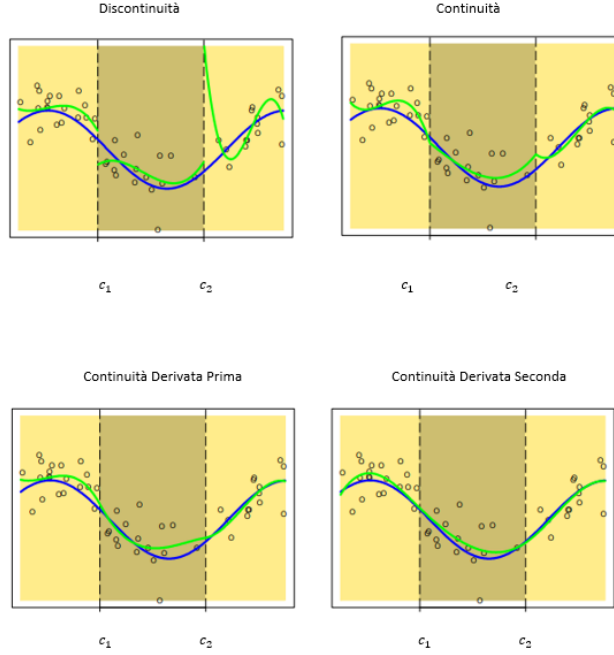 Discontinuità
Continuità
c₁ c₂
c₁ c₂
Continuità Derivata Prima
Continuità Derivata Seconda
c₁ c₂
c₁ c₂